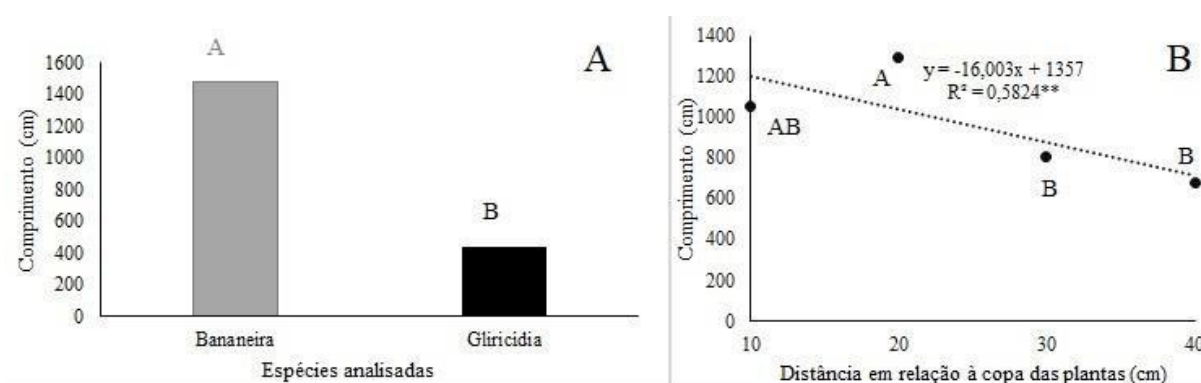 A
A
1600
1400
1200
1000
800
600
400
200
0
Comprimento (cm)
B
Bananeira
Gliricídia
Espécies analisadas
B
1400
1200
1000
800
600
400
200
0
Comprimento (cm)
y = -16,003x + 1357
R² = 0,5824**
A
AB
B
B
10
20
30
40
Distância em relação à copa das plantas (cm)